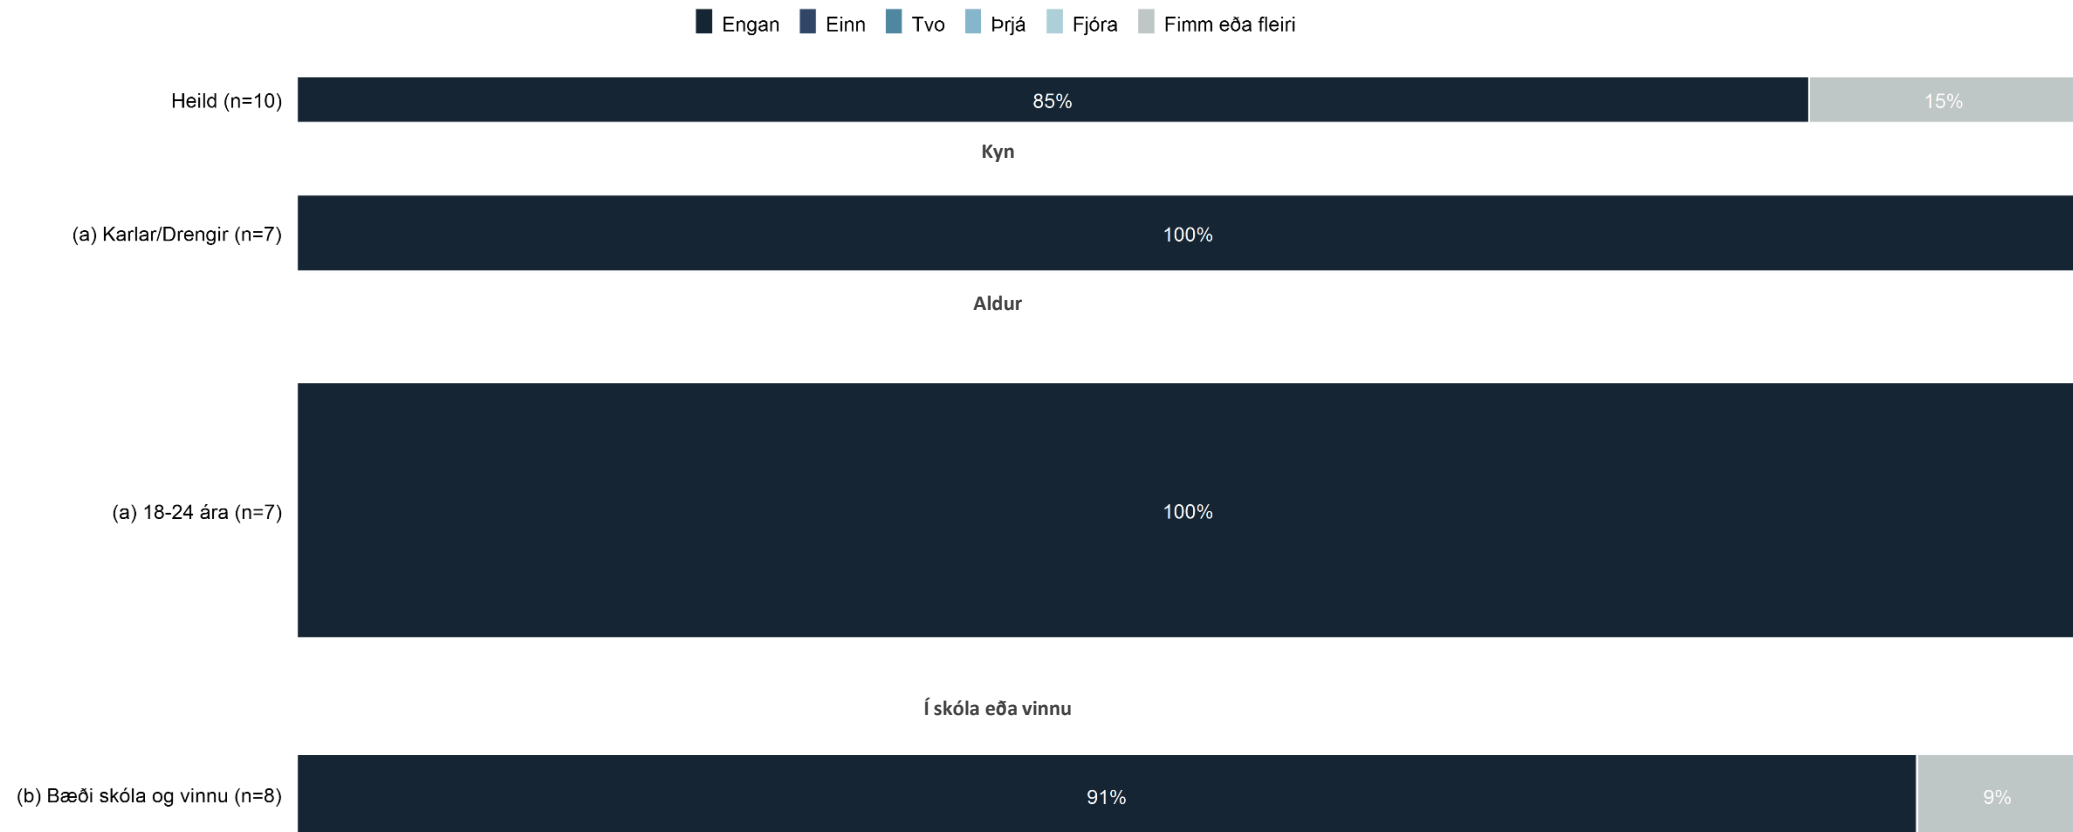 Engan Einn Tvo Þrjá Fjóra Fimm eða fleiri
Heild (n=10) 85% 15%
Kyn
(a) Karlar/Drengir (n=7) 100%
Aldur
(a) 18-24 ára (n=7) 100%
Í skóla eða vinnu
(b) Bæði skóla og vinnu (n=8) 91% 9%